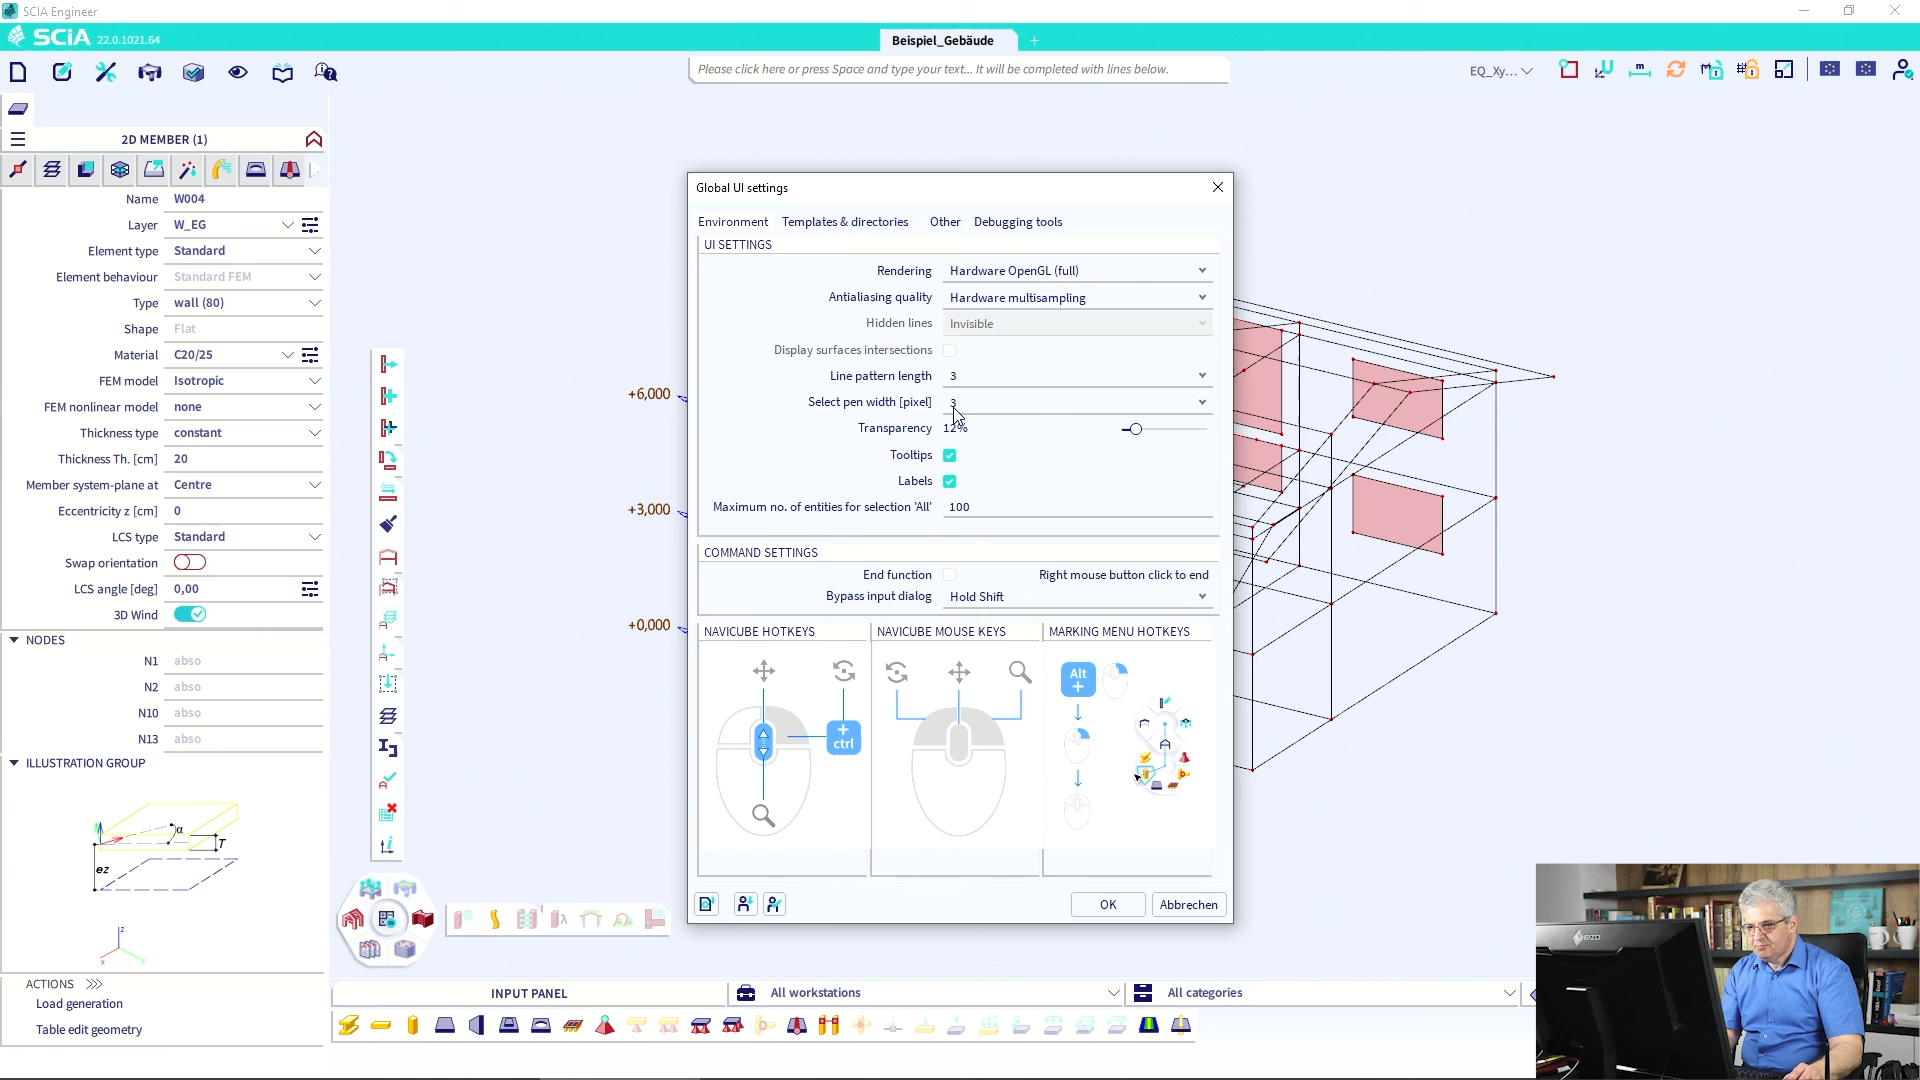 SCIA Engineer
SCiA 22.0.1021.64
Beispiel_Gebäude
Please click here or press Space and type your text... It will be completed with lines below.
EQ_Xy...
2D MEMBER (1)
Name W004
Layer W_EG
Element type Standard
Element behaviour Standard FEM
Type wall (80)
Shape Flat
Material C20/25
FEM model Isotropic
FEM nonlinear model none
Thickness type constant
Thickness Th. [cm] 20
Member system-plane at Centre
Eccentricity z [cm] 0
LCS type Standard
Swap orientation
LCS angle [deg] 0,00
3D Wind
NODES
N1 abso
N2 abso
N10 abso
N13 abso
ILLUSTRATION GROUP
α
T
ez
z
x
ACTIONS >>>
Load generation
Table edit geometry
+6,000
+3,000
+0,000
Global UI settings
Environment Templates & directories Other Debugging tools
UI SETTINGS
Rendering Hardware OpenGL (full)
Antialiasing quality Hardware multisampling
Hidden lines Invisible
Display surfaces intersections
Line pattern length 3
Select pen width [pixel] 3
Transparency 12%
Tooltips
Labels
Maximum no. of entities for selection 'All' 100
COMMAND SETTINGS
End function Right mouse button click to end
Bypass input dialog Hold Shift
NAVICUBE HOTKEYS NAVICUBE MOUSE KEYS MARKING MENU HOTKEYS
Alt
+
+
ctrl
OK Abbrechen
INPUT PANEL All workstations All categories
EIZO